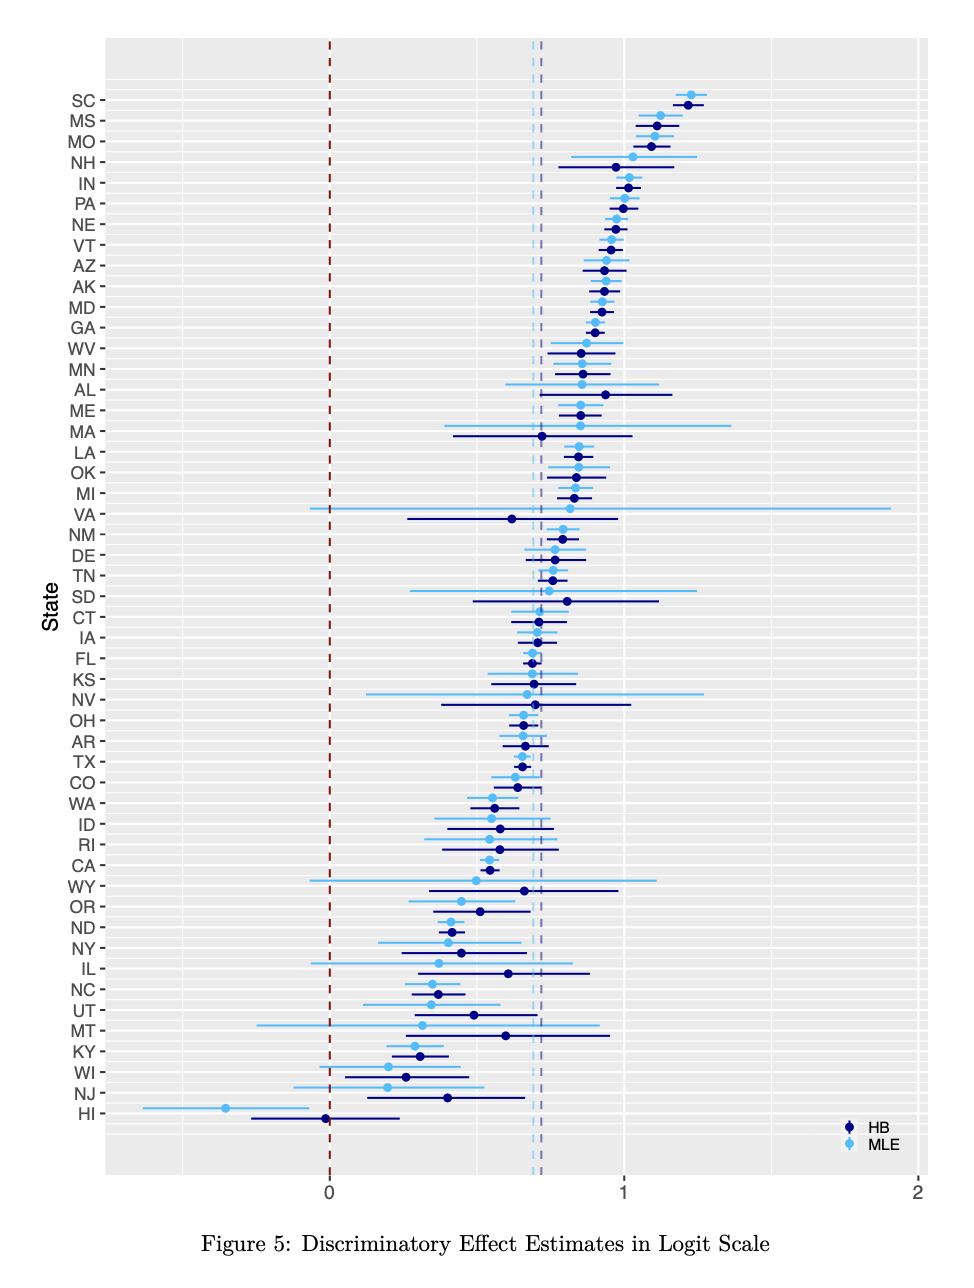 SC
MS
MO
NH
IN
PA
NE
VT
AZ
AK
MD
GA
WV
MN
AL
ME
MA
LA
OK
MI
VA
NM
DE
TN
SD
CT
IA
FL
KS
NV
OH
AR
TX
CO
WA
ID
RI
CA
WY
OR
ND
NY
IL
NC
UT
MT
KY
WI
NJ
HI
State
HB
MLE
0 1 2
Figure 5: Discriminatory Effect Estimates in Logit Scale